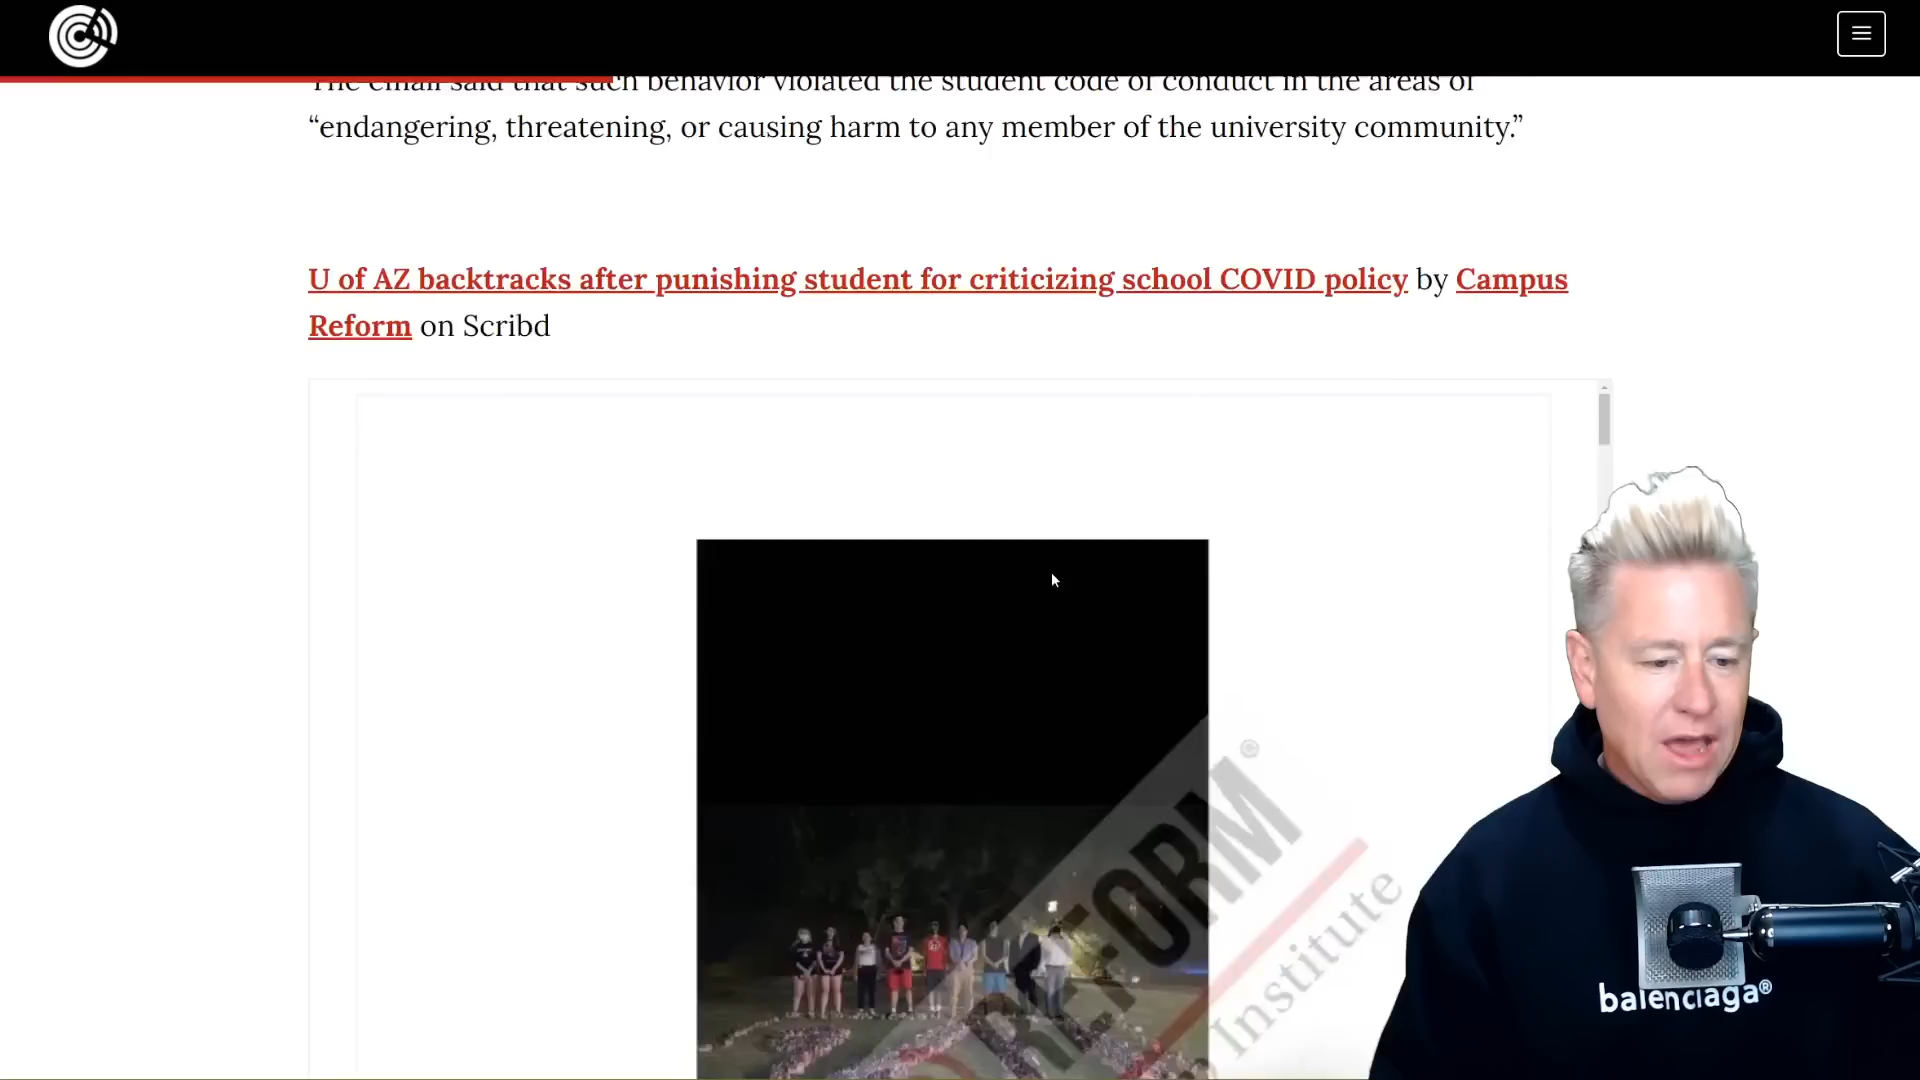 The email said that such behavior violated the student code of conduct in the areas of
“endangering, threatening, or causing harm to any member of the university community.”
U of AZ backtracks after punishing student for criticizing school COVID policy by Campus
Reform on Scribd
REFORM®
Institute
balenciaga®